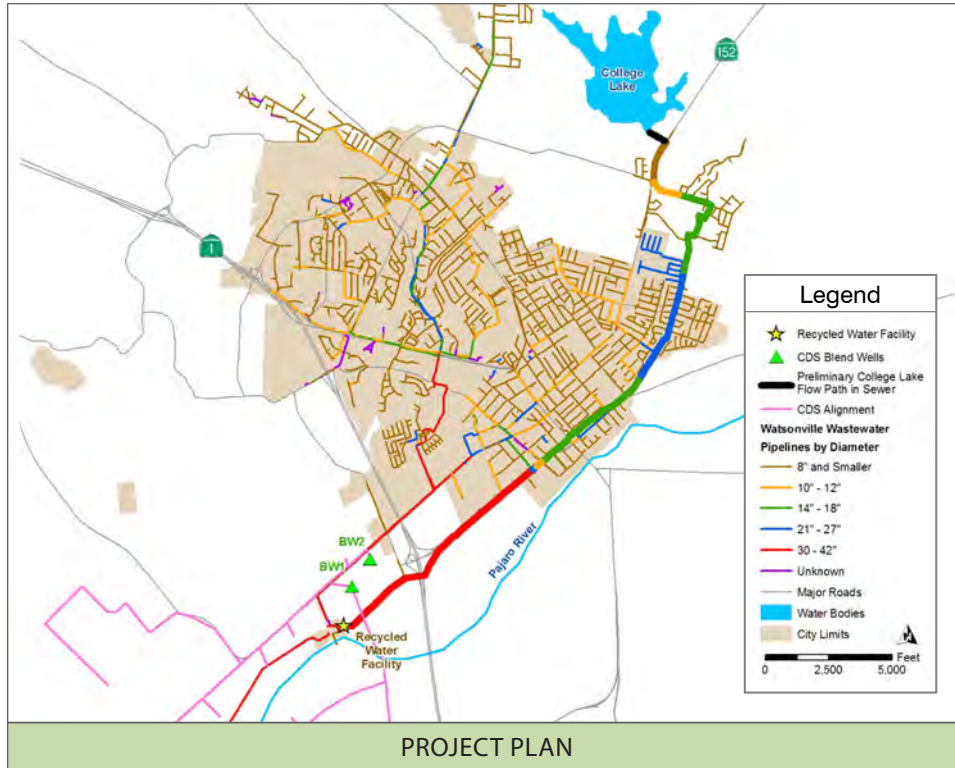 152
College
Lake
1
Legend
Recycled Water Facility
CDS Blend Wells
Preliminary College Lake
Flow Path in Sewer
CDS Alignment
Watsonville Wastewater
Pipelines by Diameter
8" and Smaller
10" - 12"
14" - 18"
21" - 27"
30 - 42"
Unknown
Major Roads
Water Bodies
City Limits
Feet
0 2,500 5,000
Pajaro River
BW2
BW1
Recycled
Water
Facility
PROJECT PLAN